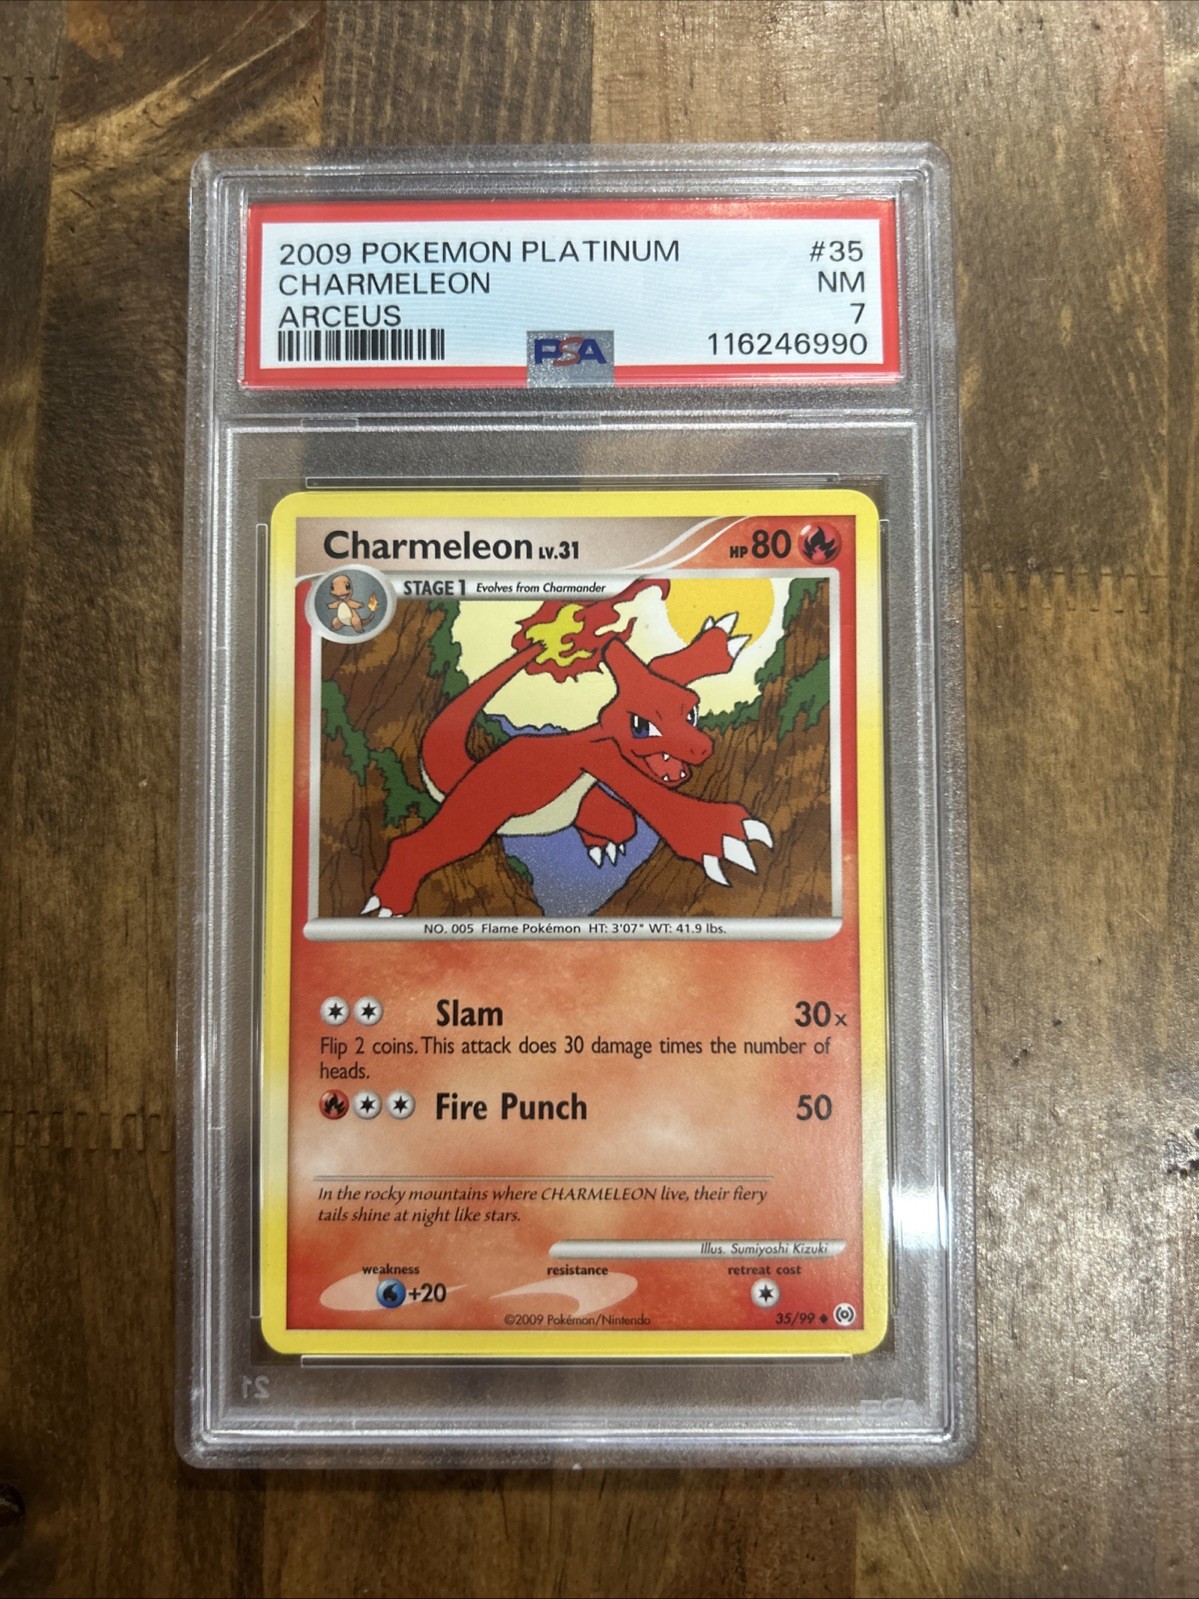 2009 POKEMON PLATINUM #35
CHARMELEON NM
ARCEUS 7
PSA 116246990
Charmeleon LV.31 HP 80
STAGE 1 Evolves from Charmander
NO. 005 Flame Pokémon HT: 3'07" WT: 41.9 lbs.
Slam 30x
Flip 2 coins. This attack does 30 damage times the number of
heads.
Fire Punch 50
In the rocky mountains where CHARMELEON live, their fiery
tails shine at night like stars.
Illus. Sumiyoshi Kizuki
weakness resistance retreat cost
+20
©2009 Pokémon/Nintendo 35/99
21
PSA